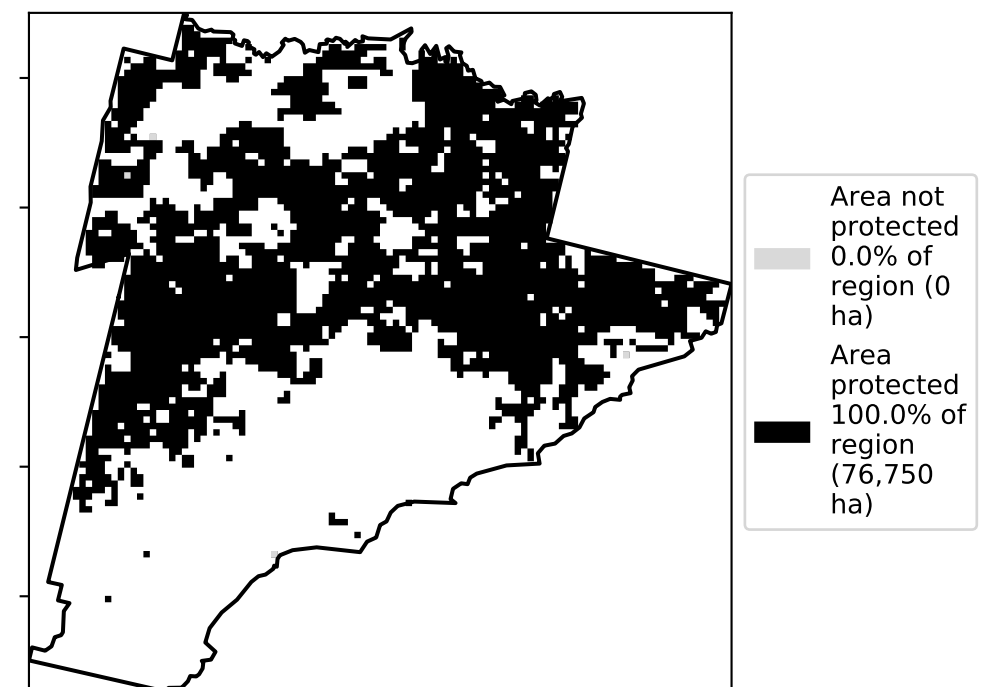 Area not
protected
0.0% of
region (0
ha)
Area
protected
100.0% of
region
(76,750
ha)